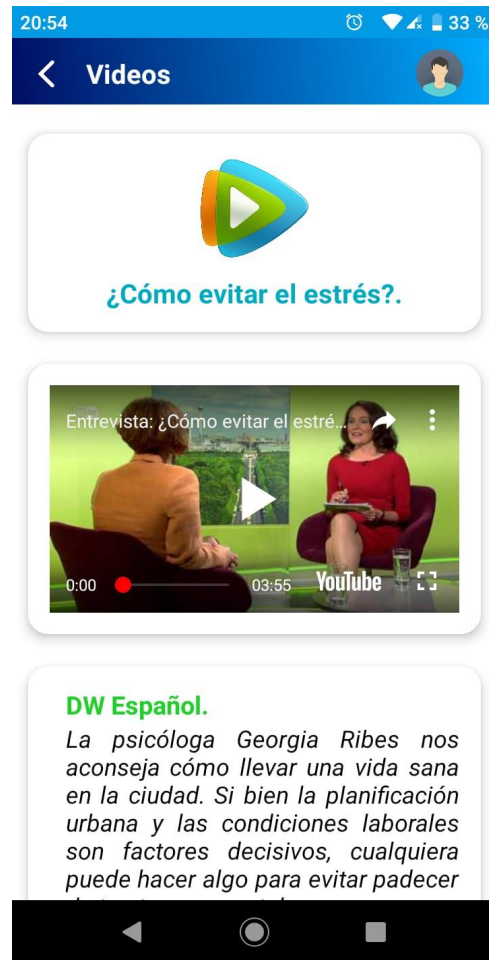 20:54 33 %
Videos
¿Cómo evitar el estrés?.
Entrevista: ¿Cómo evitar el estré...
0:00 03:55 YouTube
DW Español.
La psicóloga Georgia Ribes nos
aconseja cómo llevar una vida sana
en la ciudad. Si bien la planificación
urbana y las condiciones laborales
son factores decisivos, cualquiera
puede hacer algo para evitar padecer